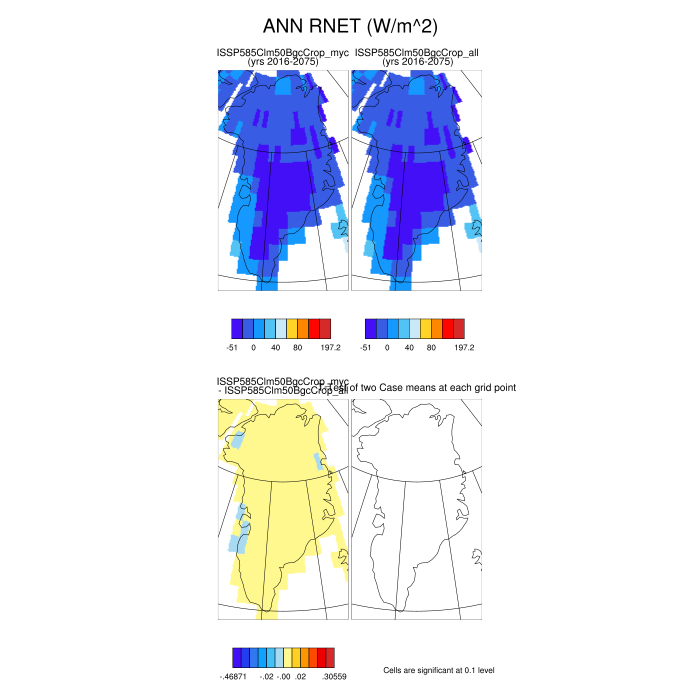 ANN RNET (W/m^2)
ISSP585Clm50BgcCrop_myc ISSP585Clm50BgcCrop_all
(yrs 2016-2075) (yrs 2016-2075)
-51 0 40 80 197.2 -51 0 40 80 197.2
ISSP585Clm50BgcCrop_myc
- ISSP585Clm50BgcCrop_all
T-Test of two Case means at each grid point
-.46871 -.02 -.00 .02 .30559
Cells are significant at 0.1 level